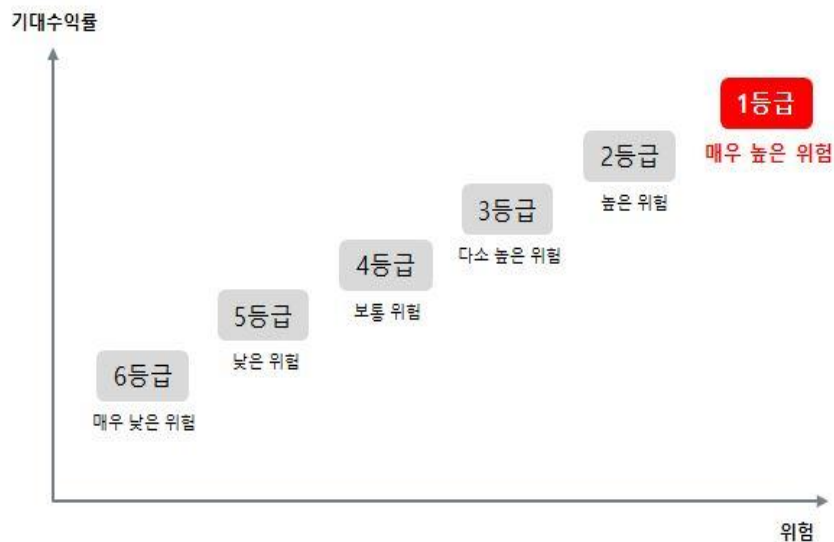 기대수익률
1등급
매우 높은 위험
2등급
높은 위험
3등급
다소 높은 위험
4등급
보통 위험
5등급
낮은 위험
6등급
매우 낮은 위험
위험